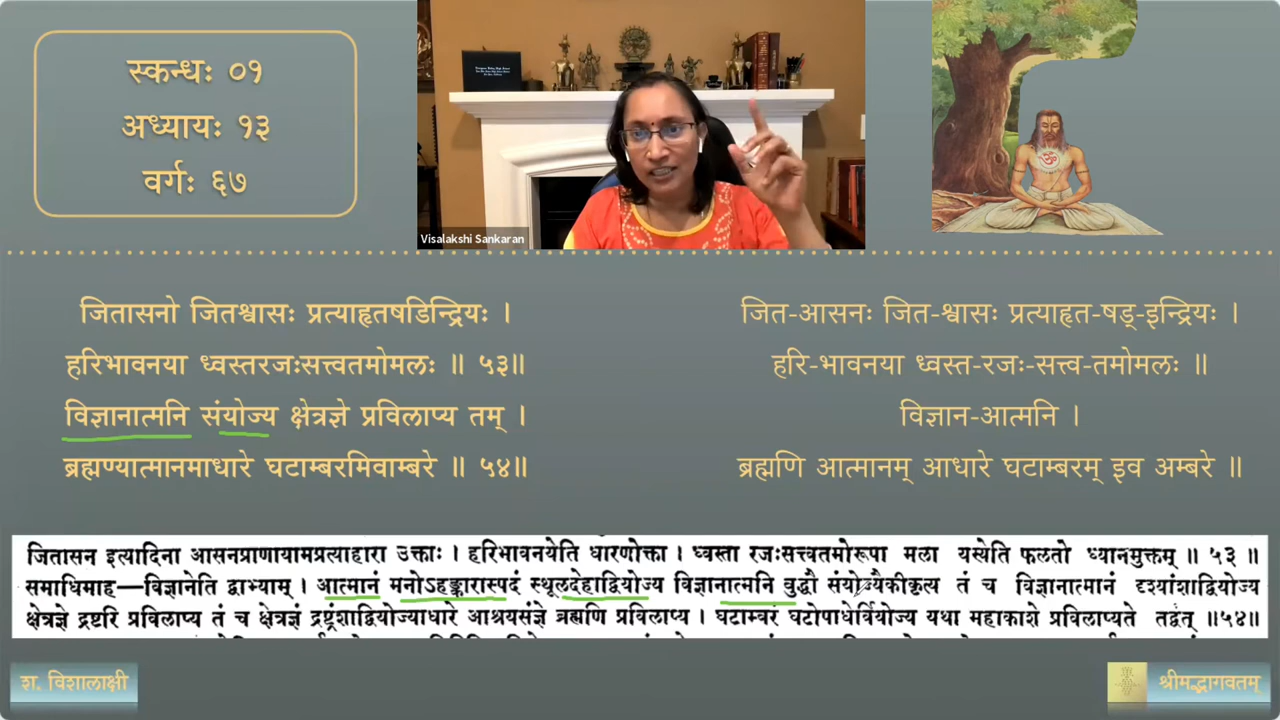 स्कन्धः ०१
अध्यायः १३
वर्गः ६७
Visalakshi Sankaran
जितासनो जितश्वासः प्रत्याहृतषडिन्द्रियः ।
हरिभावनया ध्वस्तरजःसत्त्वतमोमलः ॥ ५३॥
विज्ञानात्मनि संयोज्य क्षेत्रज्ञे प्रविलाप्य तम् ।
ब्रह्मण्यात्मानमाधारे घटाम्बरमिवाम्बरे ॥ ५४॥
जित-आसनः जित-श्वासः प्रत्याहृत-षड्-इन्द्रियः ।
हरि-भावनया ध्वस्त-रजः-सत्त्व-तमोमलः ॥
विज्ञान-आत्मनि ।
ब्रह्मणि आत्मानम् आधारे घटाम्बरम् इव अम्बरे ॥
जितासन इत्यादिना आसनप्राणायामप्रत्याहारा उक्ताः । हरिभावनयेति धारणोक्ता । ध्वस्ता रजःसत्त्वतमोरूपा मला यस्येति फलतो ध्यानमुक्तम् ॥ ५३ ॥
समाधिमाह—विज्ञानेति द्वाभ्याम् । आत्मानं मनोऽहङ्कारास्पदं स्थूलदेहाद्वियोज्य विज्ञानात्मनि बुद्धौ संयोज्यैकीकृत्य तं च विज्ञानात्मानं दृश्यांशाद्वियोज्य
क्षेत्रज्ञे द्रष्टरि प्रविलाप्य तं च क्षेत्रज्ञं द्रष्ट्रंशाद्वियोज्याधारे आश्रयसंज्ञे ब्रह्मणि प्रविलाप्य । घटाम्बरं घटोपाधेर्वियोज्य यथा महाकाशे प्रविलाप्यते तद्वत् ॥५४॥
श. विशालाक्षी
श्रीमद्भागवतम्